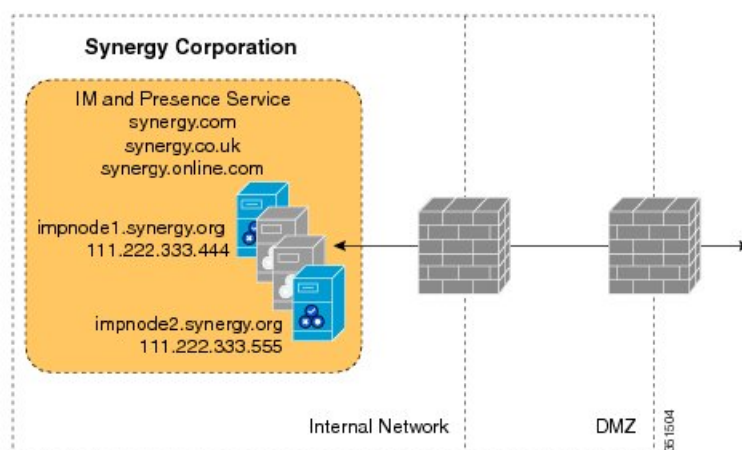 Synergy Corporation
IM and Presence Service
synergy.com
synergy.co.uk
synergy.online.com
impnode1.synergy.org
111.222.333.444
impnode2.synergy.org
111.222.333.555
Internal Network
DMZ
351504